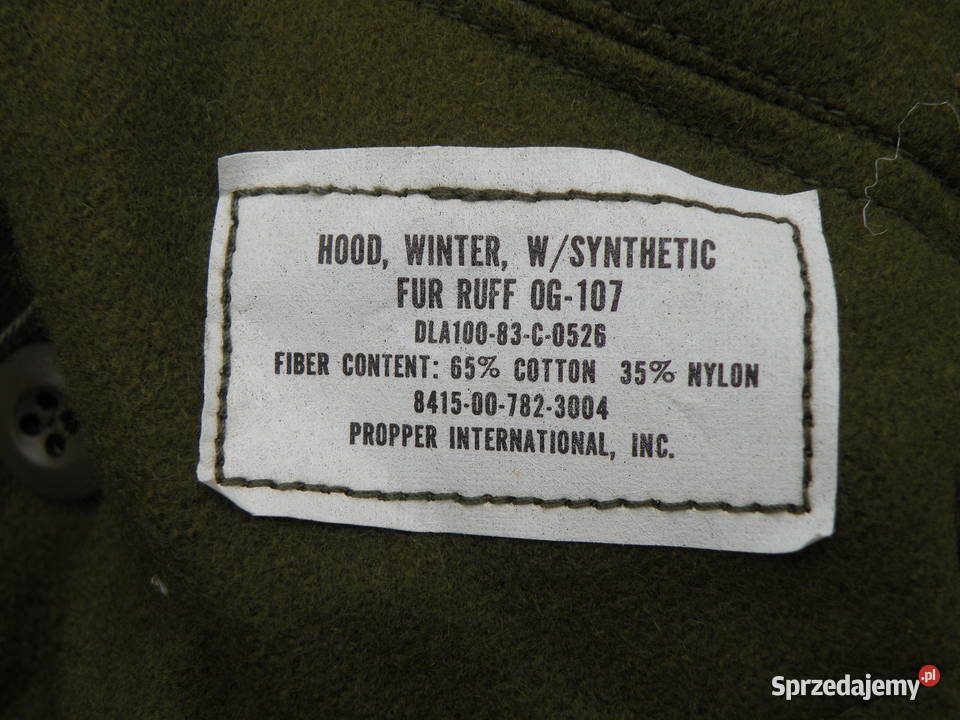 HOOD, WINTER, W/SYNTHETIC
FUR RUFF OG-107
DLA100-83-C-0526
FIBER CONTENT: 65% COTTON 35% NYLON
8415-00-782-3004
PROPPER INTERNATIONAL, INC.
Sprzedajemy.pl